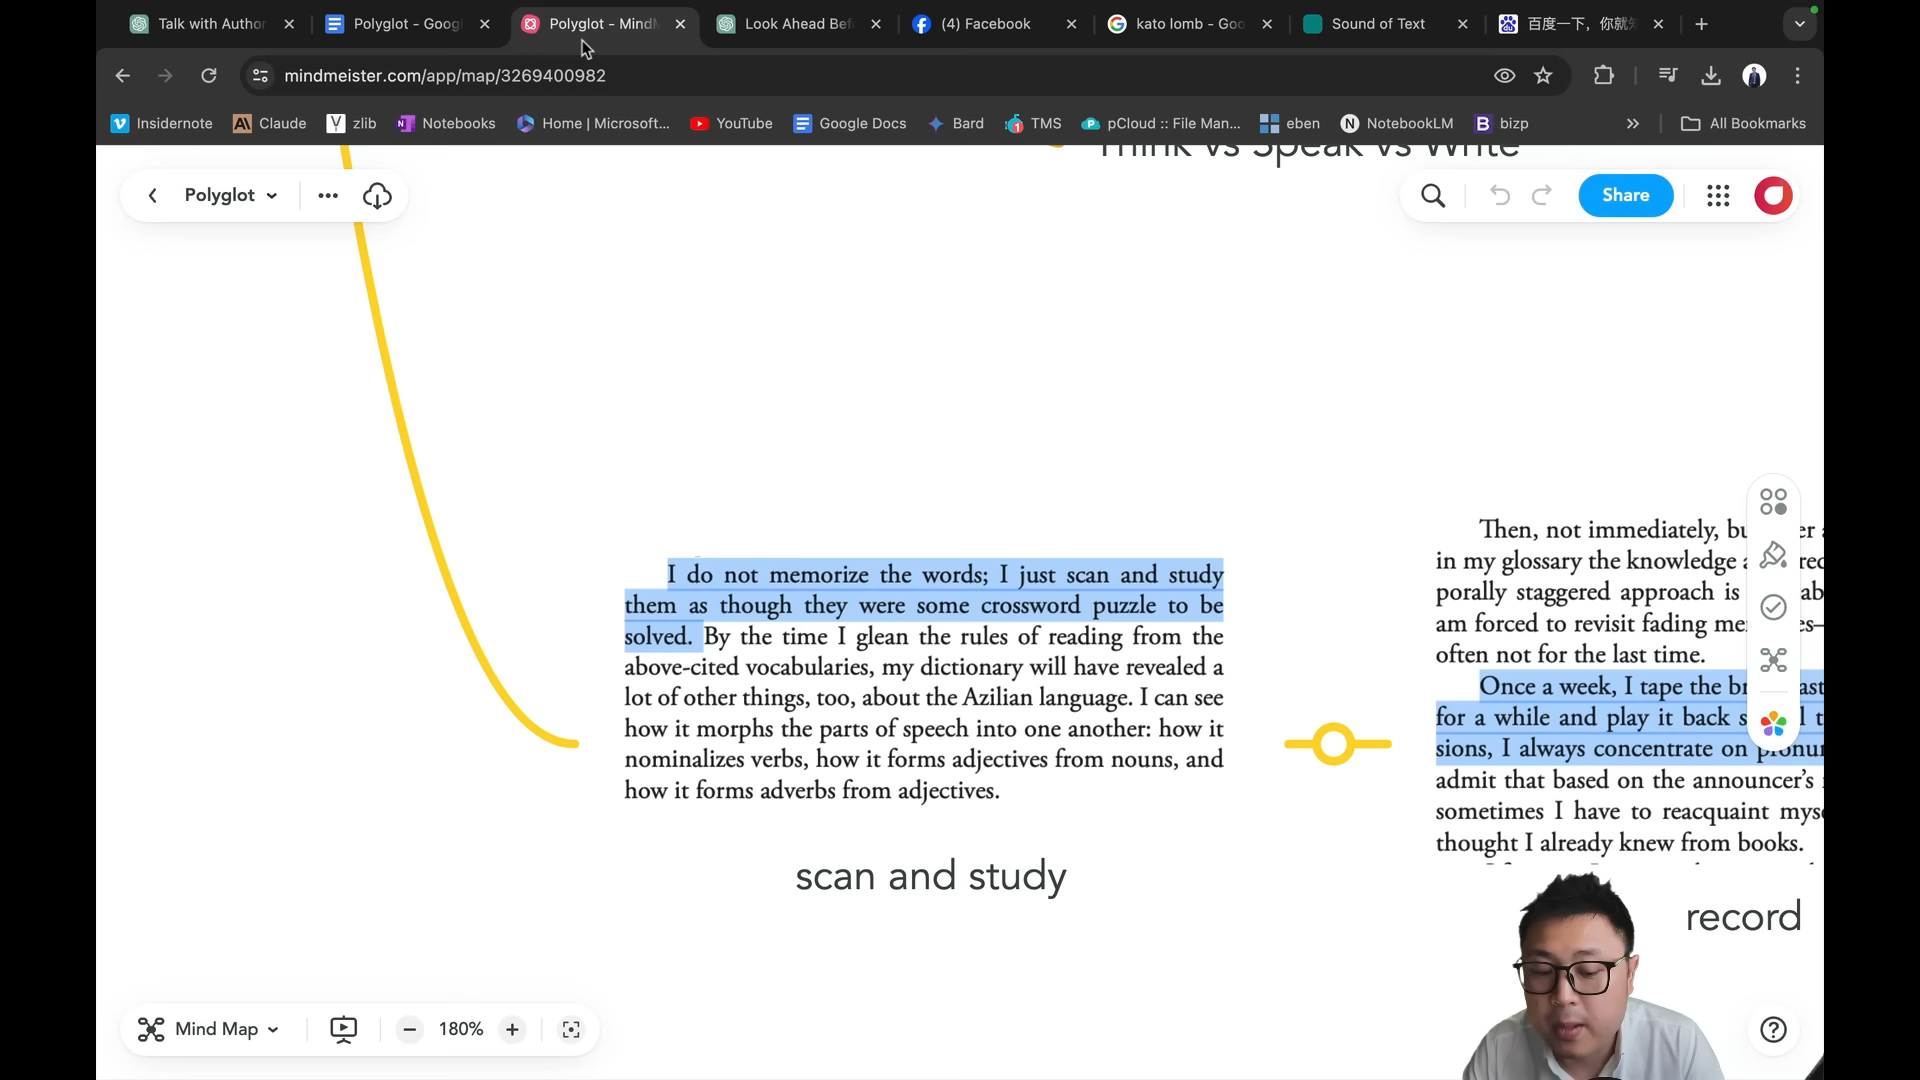 Talk with Author
Polyglot - Goog
Polyglot - MindM
Look Ahead Bef
(4) Facebook
kato lomb - Goo
Sound of Text
百度一下，你就知
mindmeister.com/app/map/3269400982
Insidernote
Claude
zlib
Notebooks
Home | Microsoft...
YouTube
Google Docs
Bard
TMS
pCloud :: File Man...
eben
NotebookLM
bizp
All Bookmarks
Think vs Speak vs Write
Polyglot
Share
I do not memorize the words; I just scan and study
them as though they were some crossword puzzle to be
solved. By the time I glean the rules of reading from the
above-cited vocabularies, my dictionary will have revealed a
lot of other things, too, about the Azilian language. I can see
how it morphs the parts of speech into one another: how it
nominalizes verbs, how it forms adjectives from nouns, and
how it forms adverbs from adjectives.
scan and study
Then, not immediately, bu
in my glossary the knowledge
porally staggered approach is
am forced to revisit fading me
often not for the last time.
Once a week, I tape the br
for a while and play it back s
sions, I always concentrate on pronun
admit that based on the announcer's
sometimes I have to reacquaint myse
thought I already knew from books.
record
Mind Map
180%